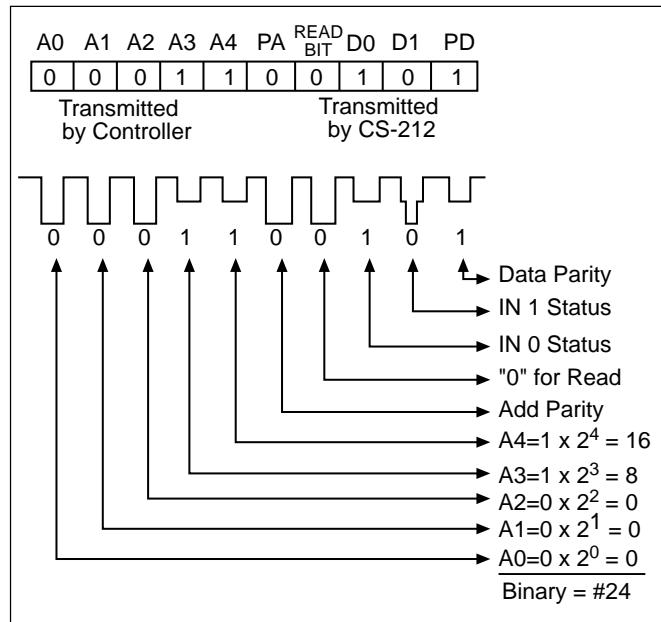 A0 A1 A2 A3 A4 PA READ BIT D0 D1 PD
0 0 0 1 1 0 0 1 0 1
Transmitted by Controller
Transmitted by CS-212
0 0 0 1 1 0 0 1 0 1
Data Parity
IN 1 Status
IN 0 Status
"0" for Read
Add Parity
A4=1 x 2⁴ = 16
A3=1 x 2³ = 8
A2=0 x 2² = 0
A1=0 x 2¹ = 0
A0=0 x 2⁰ = 0
Binary = #24